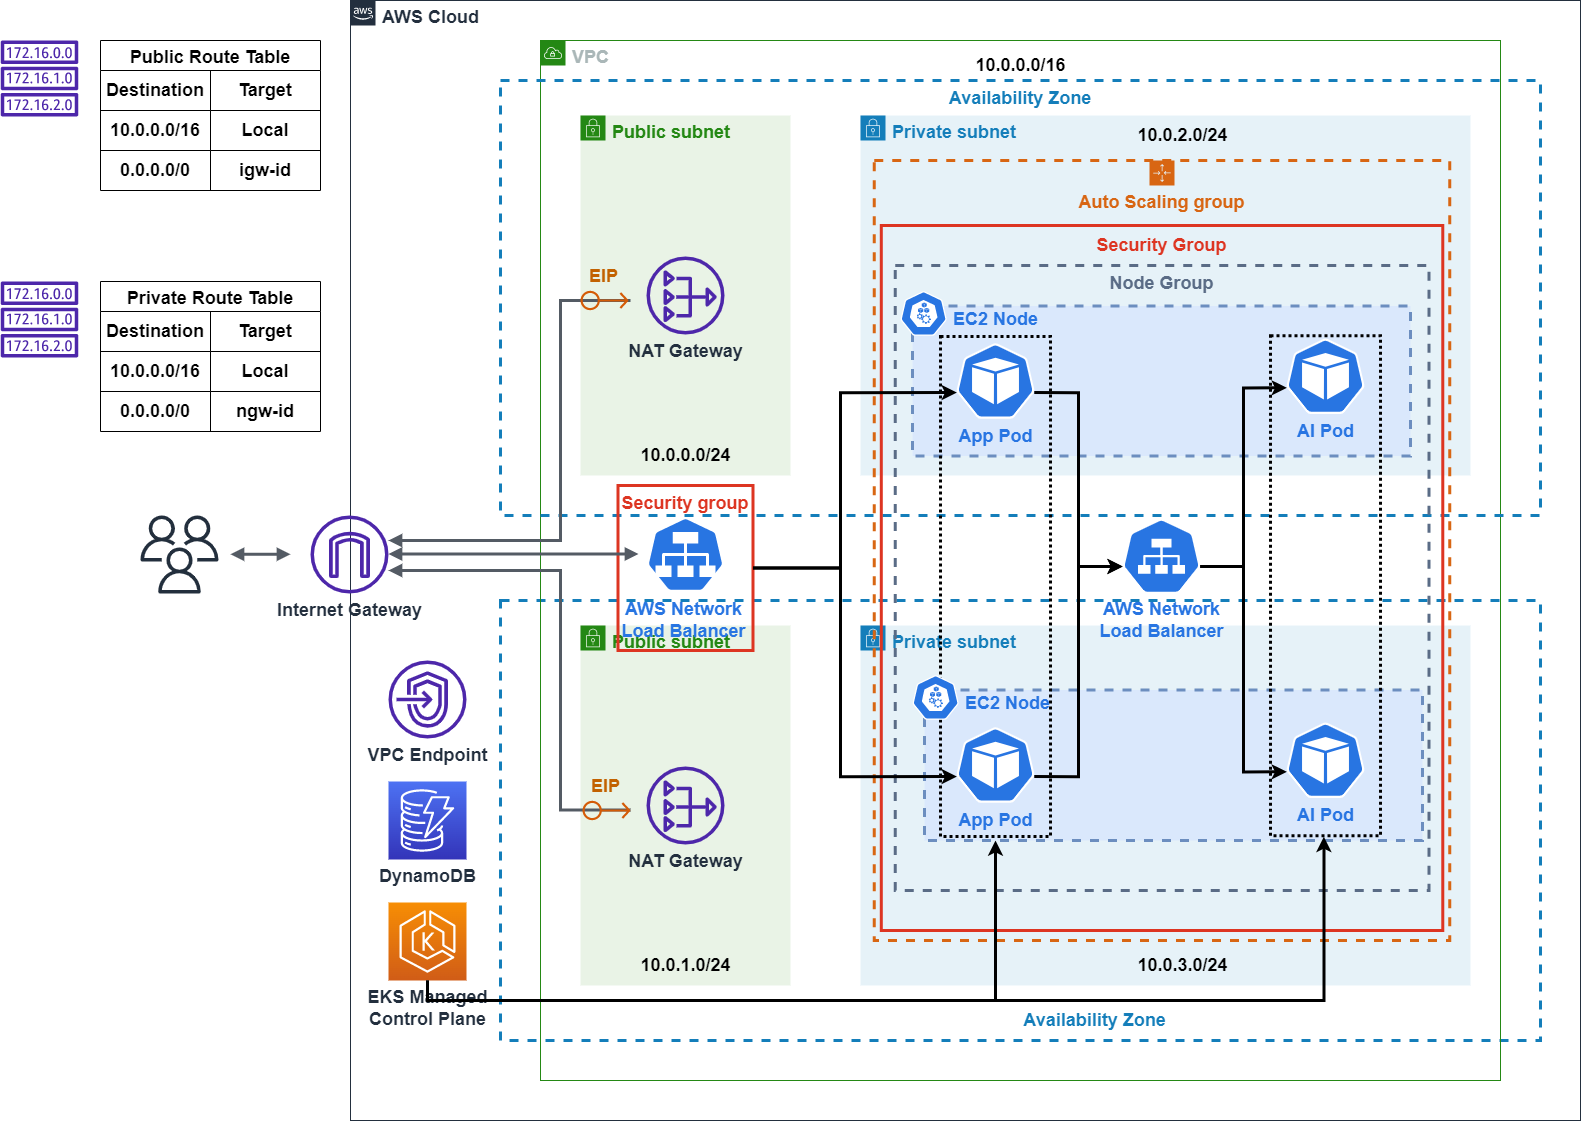 aws
AWS Cloud
172.16.0.0
172.16.1.0
172.16.2.0
Public Route Table
Destination Target
10.0.0.0/16 Local
0.0.0.0/0 igw-id
172.16.0.0
172.16.1.0
172.16.2.0
Private Route Table
Destination Target
10.0.0.0/16 Local
0.0.0.0/0 ngw-id
VPC
10.0.0.0/16
Availability Zone
Public subnet
EIP
NAT Gateway
10.0.0.0/24
Private subnet
10.0.2.0/24
Auto Scaling group
Security Group
Node Group
EC2 Node
App Pod
AI Pod
Internet Gateway
Security group
AWS Network
Load Balancer
AWS Network
Load Balancer
Public subnet
EIP
NAT Gateway
10.0.1.0/24
Private subnet
EC2 Node
App Pod
AI Pod
10.0.3.0/24
Availability Zone
VPC Endpoint
DynamoDB
K
EKS Managed
Control Plane